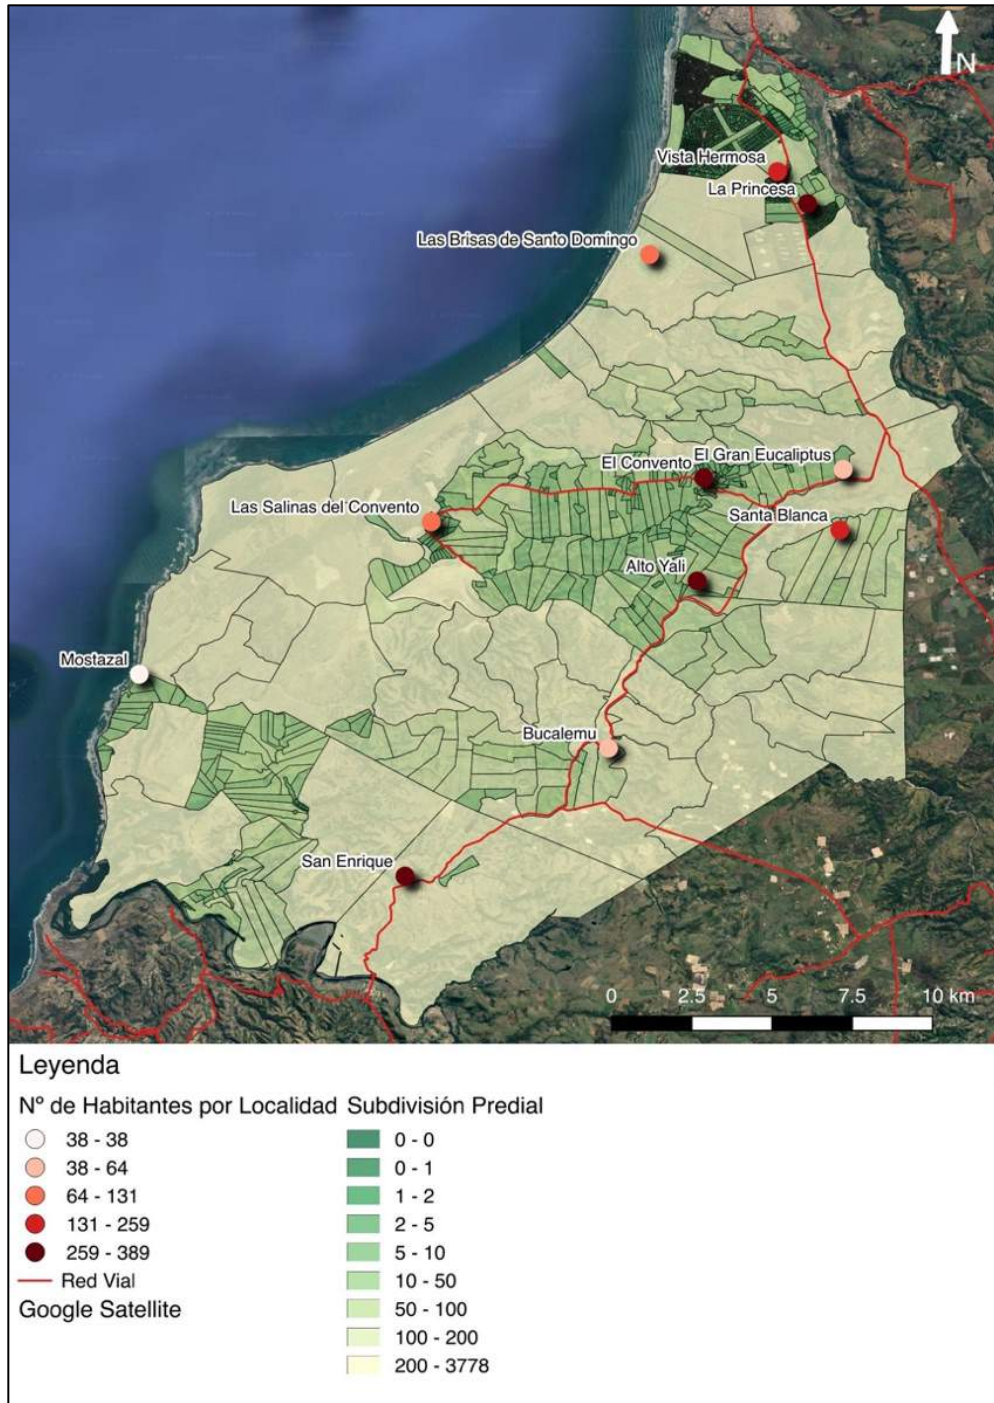 N
Vista Hermosa
La Princesa
Las Brisas de Santo Domingo
El Convento
El Gran Eucaliptus
Las Salinas del Convento
Santa Blanca
Alto Yali
Mostazal
Bucalemu
San Enrique
0 2.5 5 7.5 10 km
Leyenda
Nº de Habitantes por Localidad
38 - 38
38 - 64
64 - 131
131 - 259
259 - 389
Red Vial
Google Satellite
Subdivisión Predial
0 - 0
0 - 1
1 - 2
2 - 5
5 - 10
10 - 50
50 - 100
100 - 200
200 - 3778